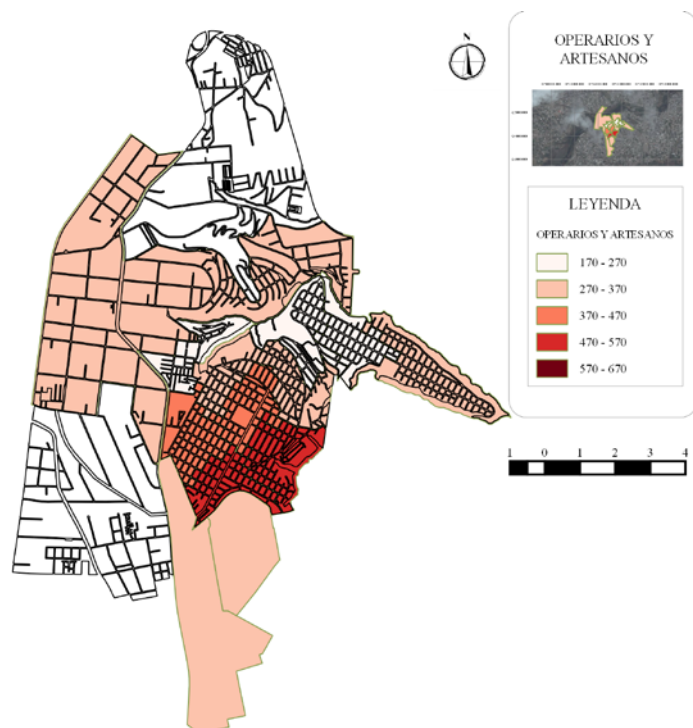 N
OPERARIOS Y
ARTESANOS
LEYENDA
OPERARIOS Y ARTESANOS
170 - 270
270 - 370
370 - 470
470 - 570
570 - 670
1 0 1 2 3 4